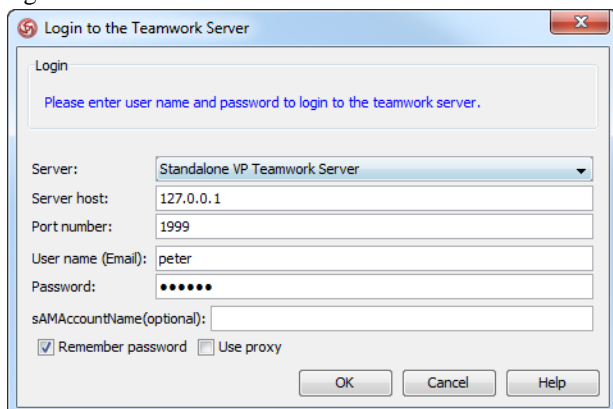 Login to the Teamwork Server
Login
Please enter user name and password to login to the teamwork server.
Server: Standalone VP Teamwork Server
Server host: 127.0.0.1
Port number: 1999
User name (Email): peter
Password: ••••••
sAMAccountName(optional):
Remember password Use proxy
OK Cancel Help